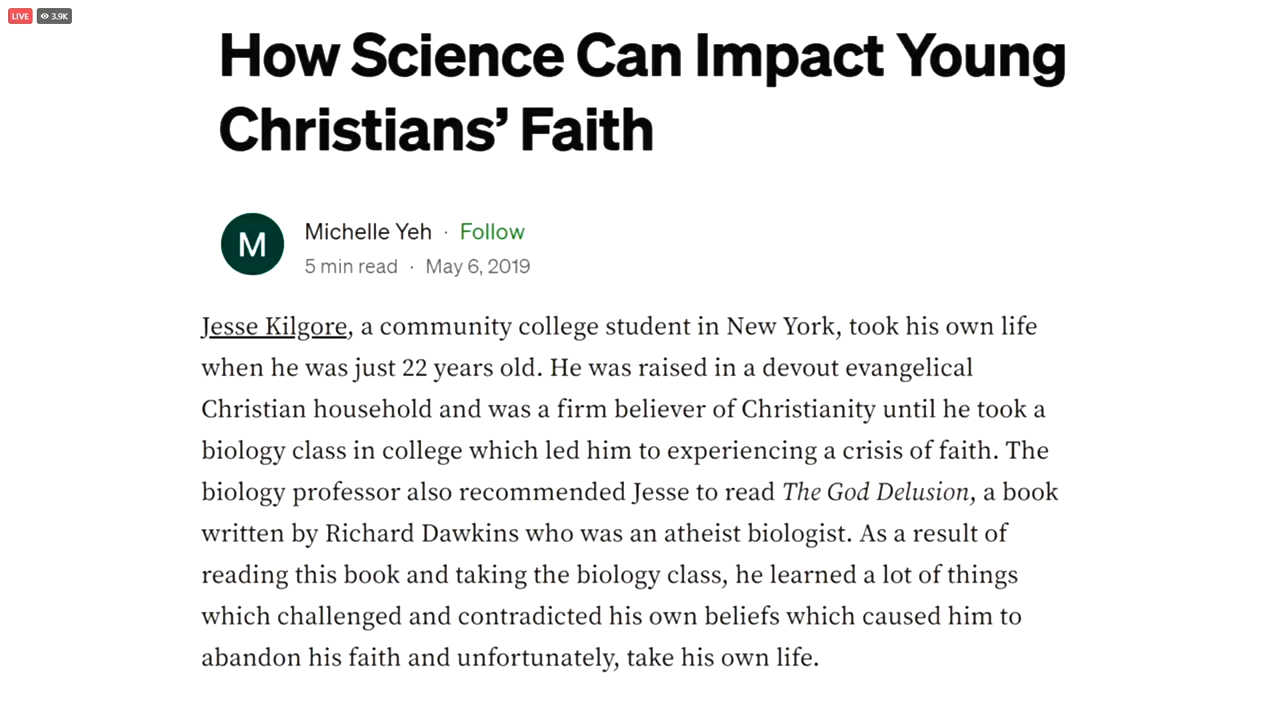 LIVE 3.9K
How Science Can Impact Young
Christians’ Faith
M
Michelle Yeh · Follow
5 min read · May 6, 2019
Jesse Kilgore, a community college student in New York, took his own life
when he was just 22 years old. He was raised in a devout evangelical
Christian household and was a firm believer of Christianity until he took a
biology class in college which led him to experiencing a crisis of faith. The
biology professor also recommended Jesse to read The God Delusion, a book
written by Richard Dawkins who was an atheist biologist. As a result of
reading this book and taking the biology class, he learned a lot of things
which challenged and contradicted his own beliefs which caused him to
abandon his faith and unfortunately, take his own life.